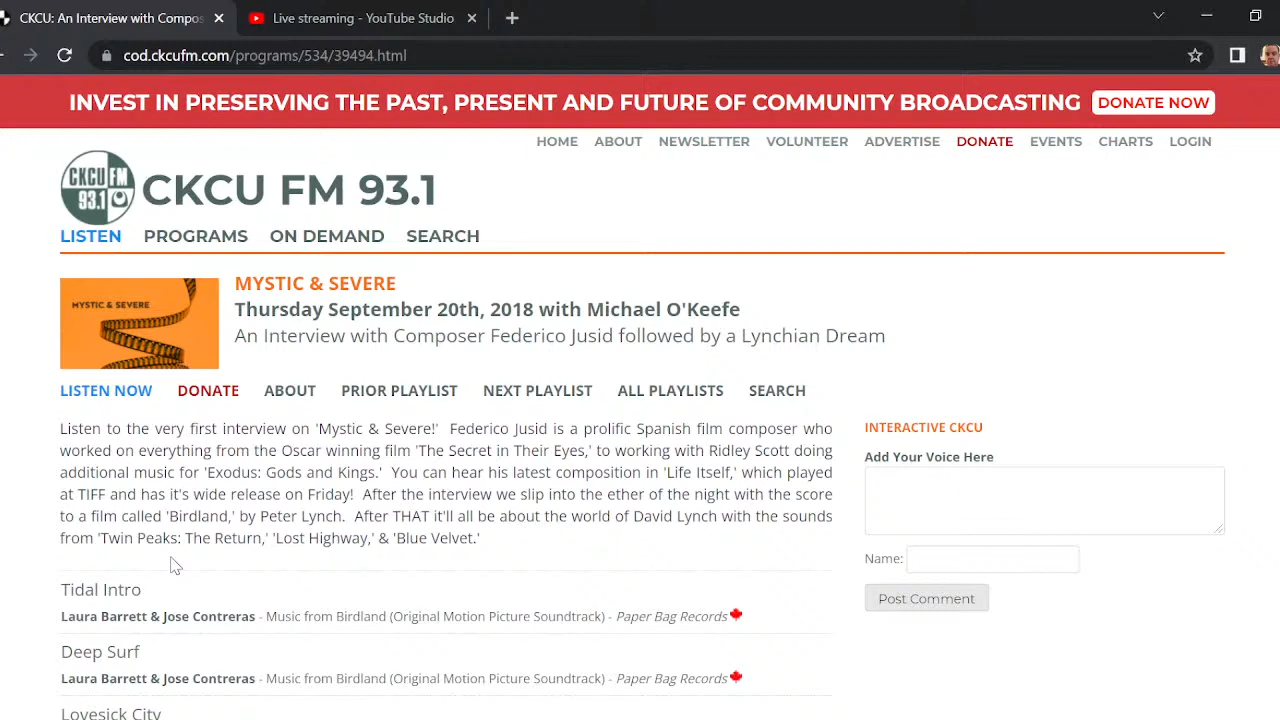 CKCU: An Interview with Compos
Live streaming - YouTube Studio
cod.ckcufm.com/programs/534/39494.html
INVEST IN PRESERVING THE PAST, PRESENT AND FUTURE OF COMMUNITY BROADCASTING DONATE NOW
HOME ABOUT NEWSLETTER VOLUNTEER ADVERTISE DONATE EVENTS CHARTS LOGIN
CKCU FM
93.1
CKCU FM 93.1
LISTEN PROGRAMS ON DEMAND SEARCH
MYSTIC & SEVERE
MYSTIC & SEVERE
Thursday September 20th, 2018 with Michael O'Keefe
An Interview with Composer Federico Jusid followed by a Lynchian Dream
LISTEN NOW DONATE ABOUT PRIOR PLAYLIST NEXT PLAYLIST ALL PLAYLISTS SEARCH
Listen to the very first interview on 'Mystic & Severe!' Federico Jusid is a prolific Spanish film composer who
worked on everything from the Oscar winning film 'The Secret in Their Eyes,' to working with Ridley Scott doing
additional music for 'Exodus: Gods and Kings.' You can hear his latest composition in 'Life Itself,' which played
at TIFF and has it's wide release on Friday! After the interview we slip into the ether of the night with the score
to a film called 'Birdland,' by Peter Lynch. After THAT it'll all be about the world of David Lynch with the sounds
from 'Twin Peaks: The Return,' 'Lost Highway,' & 'Blue Velvet.'
INTERACTIVE CKCU
Add Your Voice Here
Name:
Post Comment
Tidal Intro
Laura Barrett & Jose Contreras - Music from Birdland (Original Motion Picture Soundtrack) - Paper Bag Records
Deep Surf
Laura Barrett & Jose Contreras - Music from Birdland (Original Motion Picture Soundtrack) - Paper Bag Records
Lovesick City